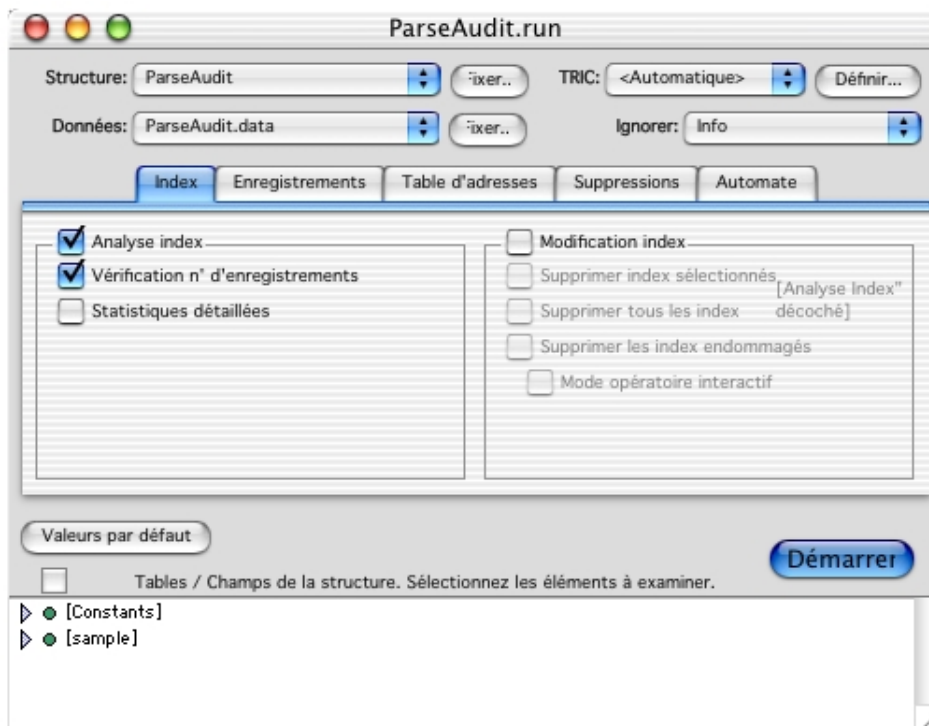 ParseAudit.run
Structure: ParseAudit ixer.. TRIC: <Automatique> Définir...
Données: ParseAudit.data ixer.. Ignorer: Info
Index Enregistrements Table d'adresses Suppressions Automate
Analyse index
Vérification n° d'enregistrements
Statistiques détaillées
Modification index
Supprimer index sélectionnés
[Analyse Index"
Supprimer tous les index décoché]
Supprimer les index endommagés
Mode opératoire interactif
Valeurs par défaut
Démarrer
Tables / Champs de la structure. Sélectionnez les éléments à examiner.
[Constants]
[sample]